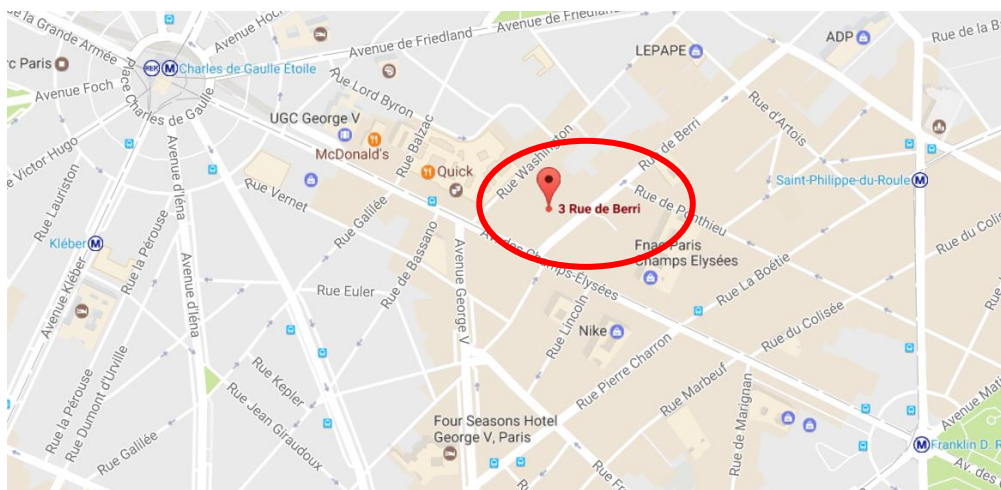 de la Grande Armée
Avenue Hoche
Avenue de Friedland
Avenue de Friedland
LEPAPE
ADP
Rue de la B
c Paris
Charles de Gaulle Étoile
RER
M
Avenue Foch
Place Charles de Gaulle
Rue Lord Byron
UGC George V
McDonald's
Rue Balzac
Quick
Rue Washington
Rue de Berri
Rue d'Artois
e Victor Hugo
Avenue d'Iéna
Rue Vernet
Rue Galilée
3 Rue de Berri
Rue de Ponthieu
Saint-Philippe-du-Roule
M
Rue Lauriston
Kléber
M
Rue la Pérouse
Avenue Kléber
Avenue d'Iéna
Rue de Bassano
Av. des Champs-Élysées
Fnac Paris
Champs Elysées
Rue du Coli
Rue La Boétie
Rue Euler
Avenue George V
Rue Lincoln
Nike
Rue du Colisée
Rue
Rue Pierre Charron
Rue Marbeuf
Rue la Pérouse
Rue Dumont d'Urville
Rue Kepler
Rue Jean Giraudoux
Rue Galilée
Four Seasons Hotel
George V, Paris
Rue de Marignan
Avenue Mati
M
Franklin D. R
Av. des
Rue Fr